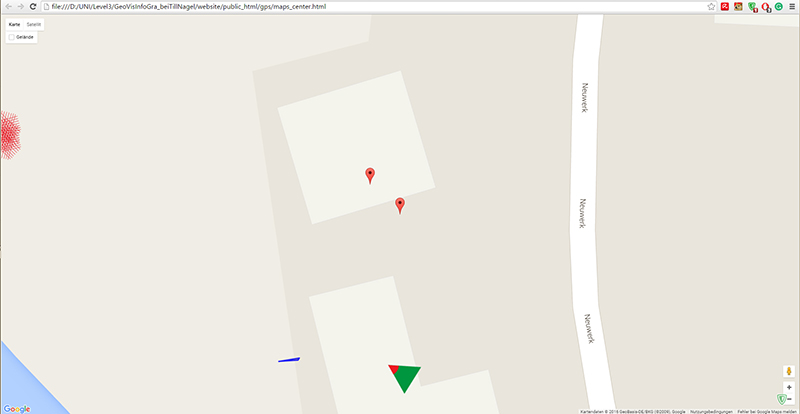 file:///D:/UNI/Level3/GeoVisInfoGra_beiTillNagel/website/public_html/gps/maps_center.html
Karte Satellit
Gelände
Neuwerk
Neuwerk
Neuwerk
Google
Kartendaten © 2016 GeoBasis-DE/BKG (©2009), Google Nutzungsbedingungen Fehler bei Google Maps melden